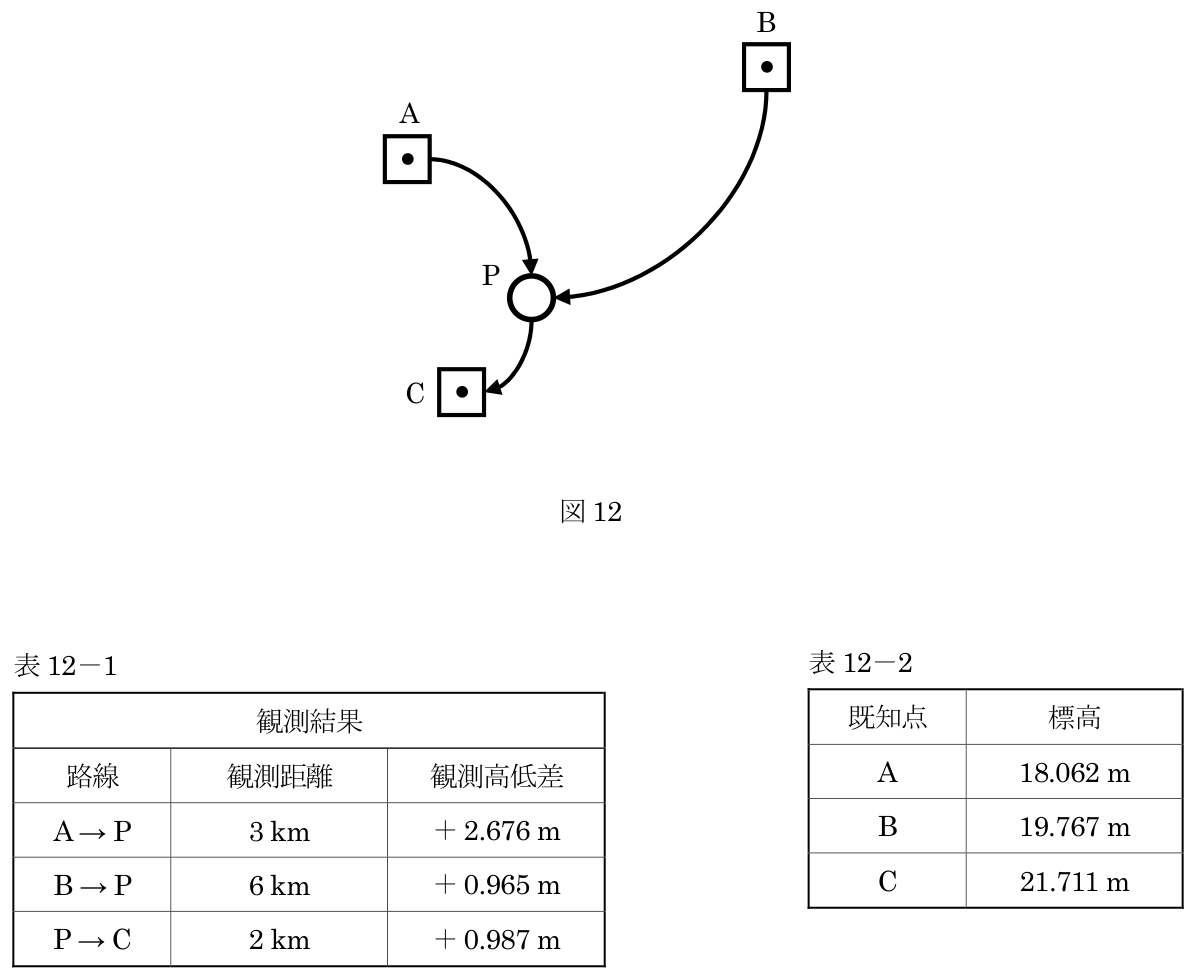 B
A
P
C
図 12
表 12－1
観測結果
路線 観測距離 観測高低差
A→P 3 km ＋ 2.676 m
B→P 6 km ＋ 0.965 m
P→C 2 km ＋ 0.987 m
表 12－2
既知点 標高
A 18.062 m
B 19.767 m
C 21.711 m